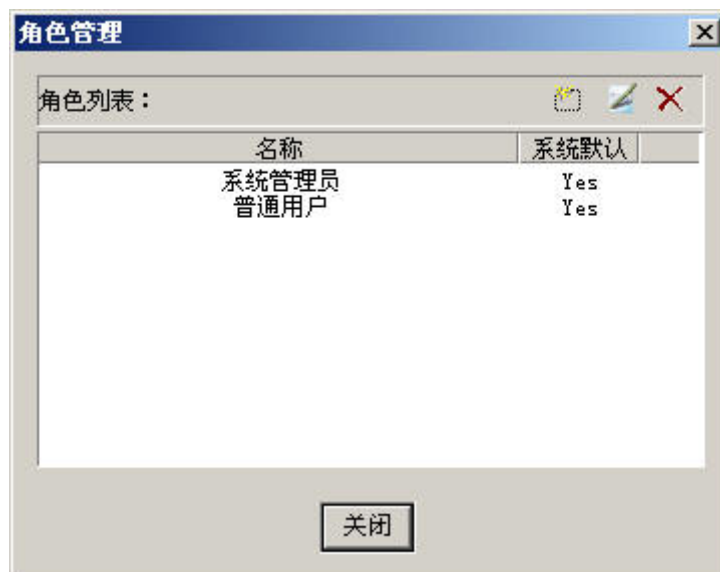 角色管理
角色列表：
名称 系统默认
系统管理员 Yes
普通用户 Yes
关闭